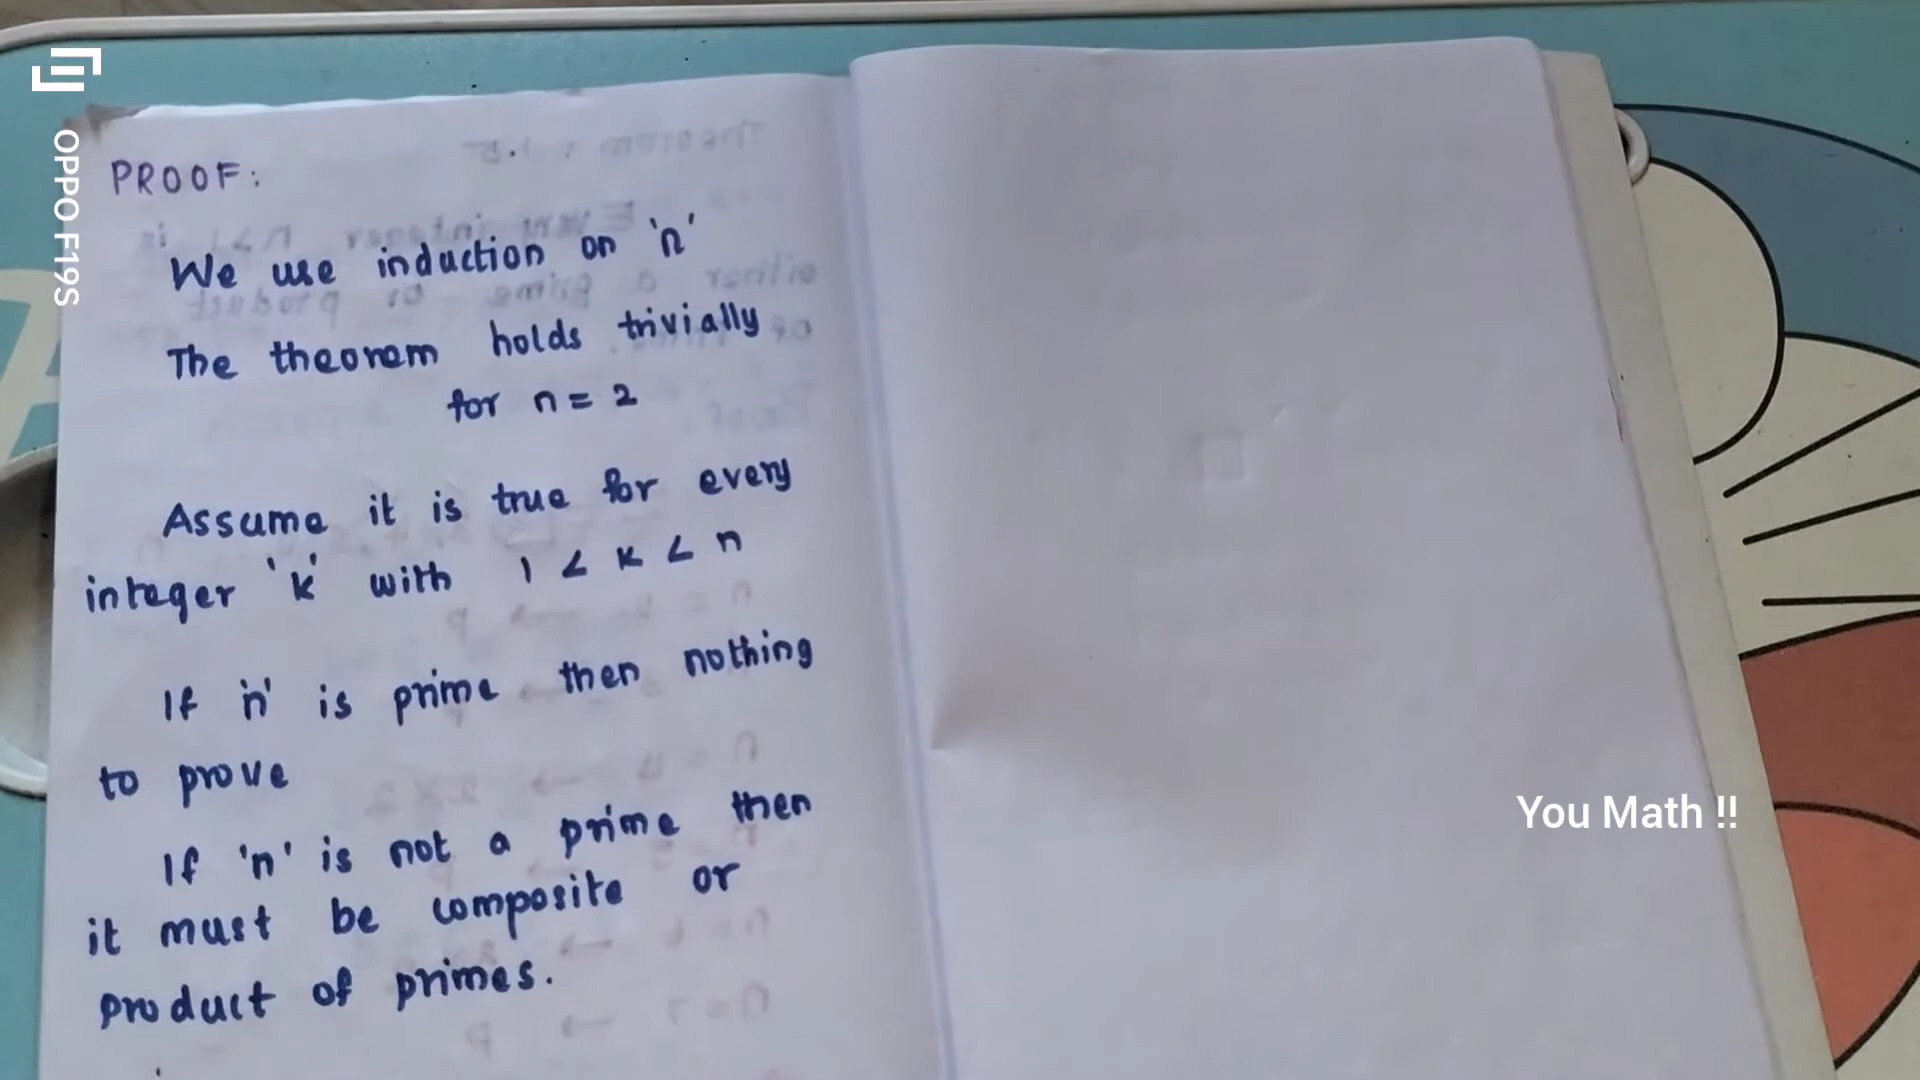 OPPO F19S
PROOF:
We use induction on 'n'
The theorem holds trivially
for n = 2
Assume it is true for every
integer 'k' with 1 < k < n
If 'n' is prime then nothing
to prove
If 'n' is not a prime then
it must be composite or
product of primes.
You Math !!